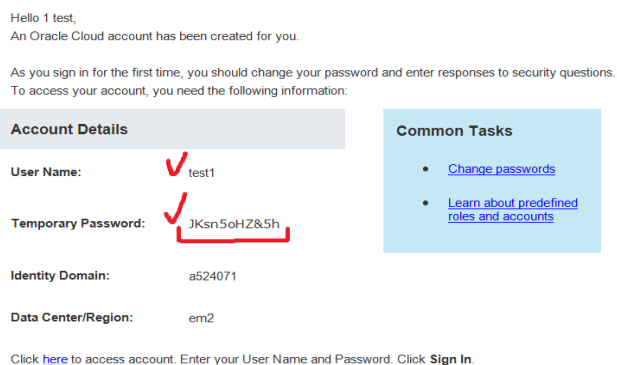 Hello 1 test,
An Oracle Cloud account has been created for you.
As you sign in for the first time, you should change your password and enter responses to security questions.
To access your account, you need the following information:
Account Details
User Name: test1
Temporary Password: JKsn5oHZ&5h
Identity Domain: a524071
Data Center/Region: em2
Common Tasks
• Change passwords
• Learn about predefined
roles and accounts
Click here to access account. Enter your User Name and Password. Click Sign In.